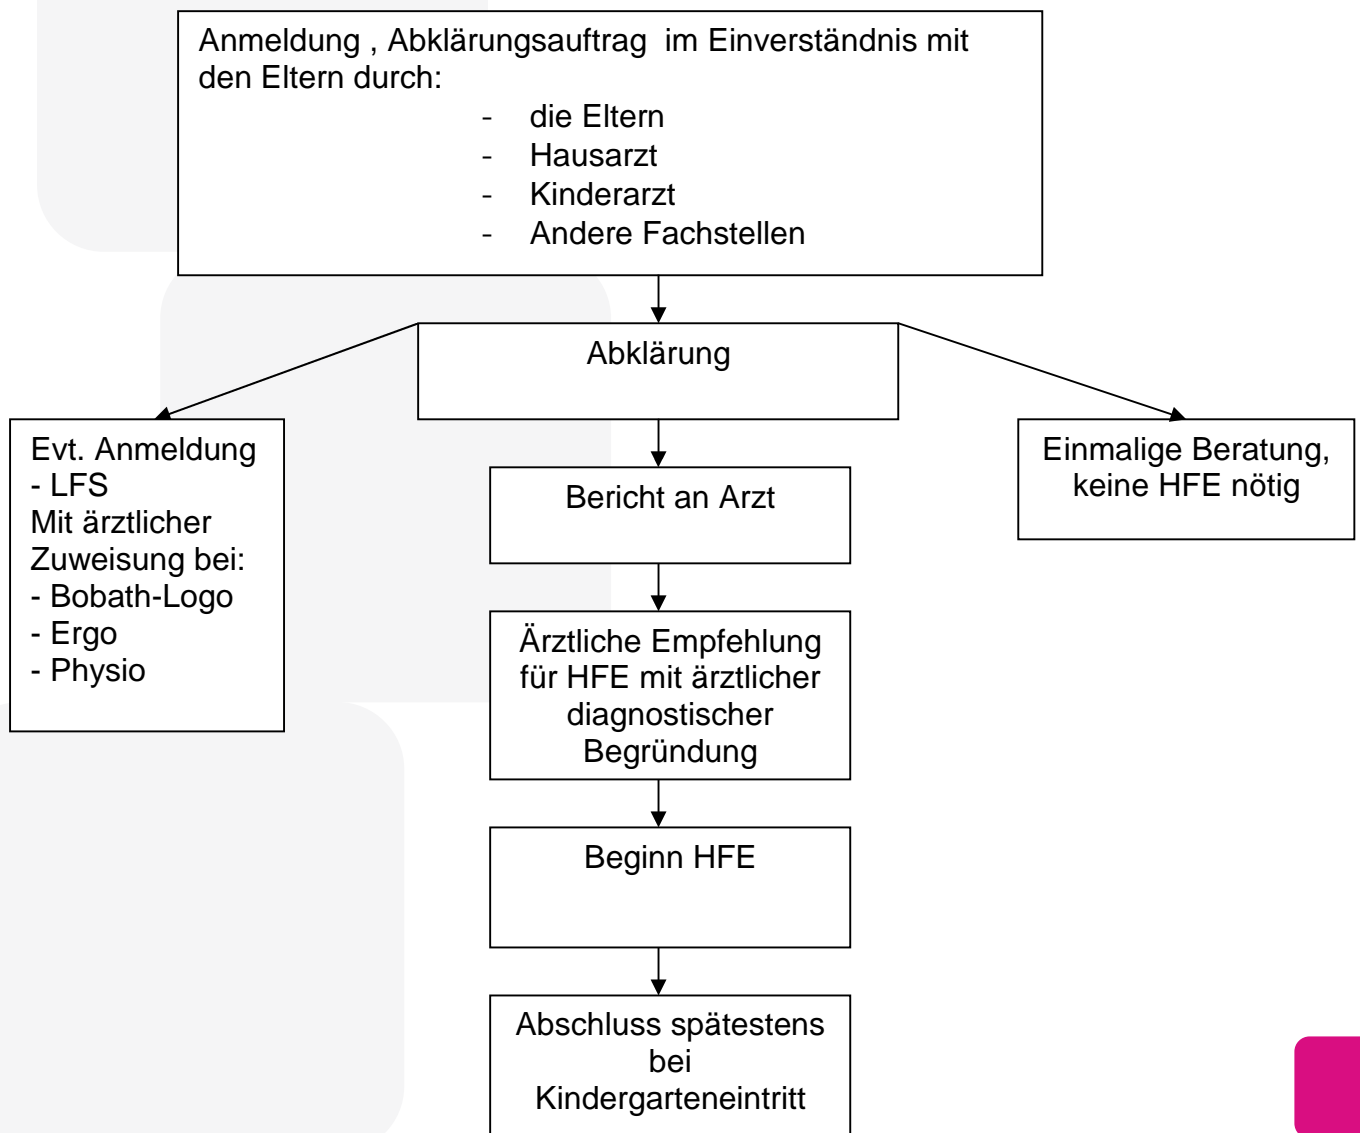 Anmeldung , Abklärungsauftrag  im Einverständnis mit
den Eltern durch:
- die Eltern
- Hausarzt
- Kinderarzt
- Andere Fachstellen
Abklärung
Evt. Anmeldung
- LFS
Mit ärztlicher
Zuweisung bei:
- Bobath-Logo
- Ergo
- Physio
Bericht an Arzt
Einmalige Beratung,
keine HFE nötig
Ärztliche Empfehlung
für HFE mit ärztlicher
diagnostischer
Begründung
Beginn HFE
Abschluss spätestens
bei
Kindergarteneintritt